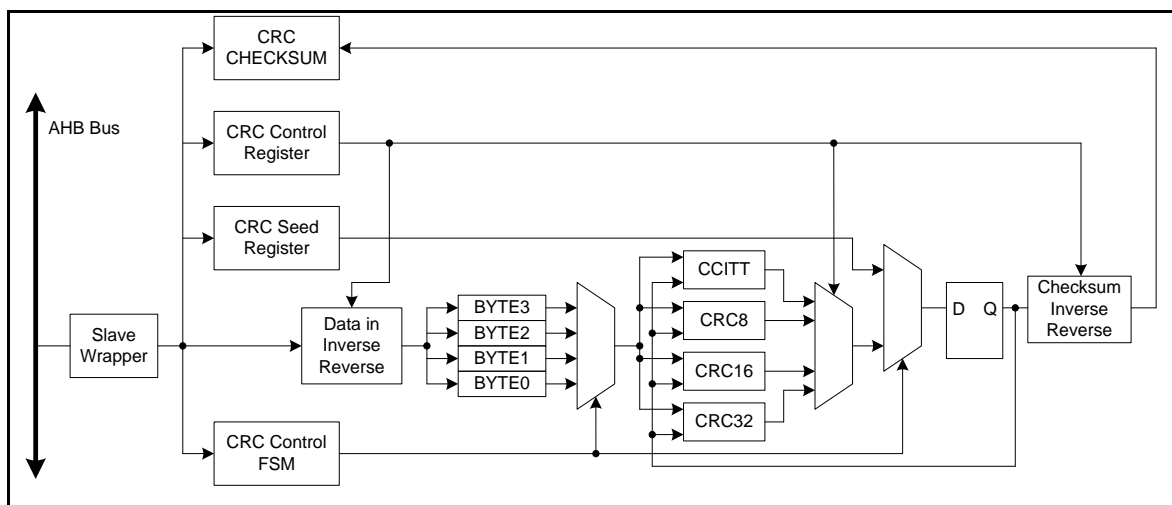 CRC
CHECKSUM
AHB Bus
CRC Control
Register
CRC Seed
Register
Slave
Wrapper
Data in
Inverse
Reverse
BYTE3
BYTE2
BYTE1
BYTE0
CCITT
CRC8
CRC16
CRC32
D Q
Checksum
Inverse
Reverse
CRC Control
FSM